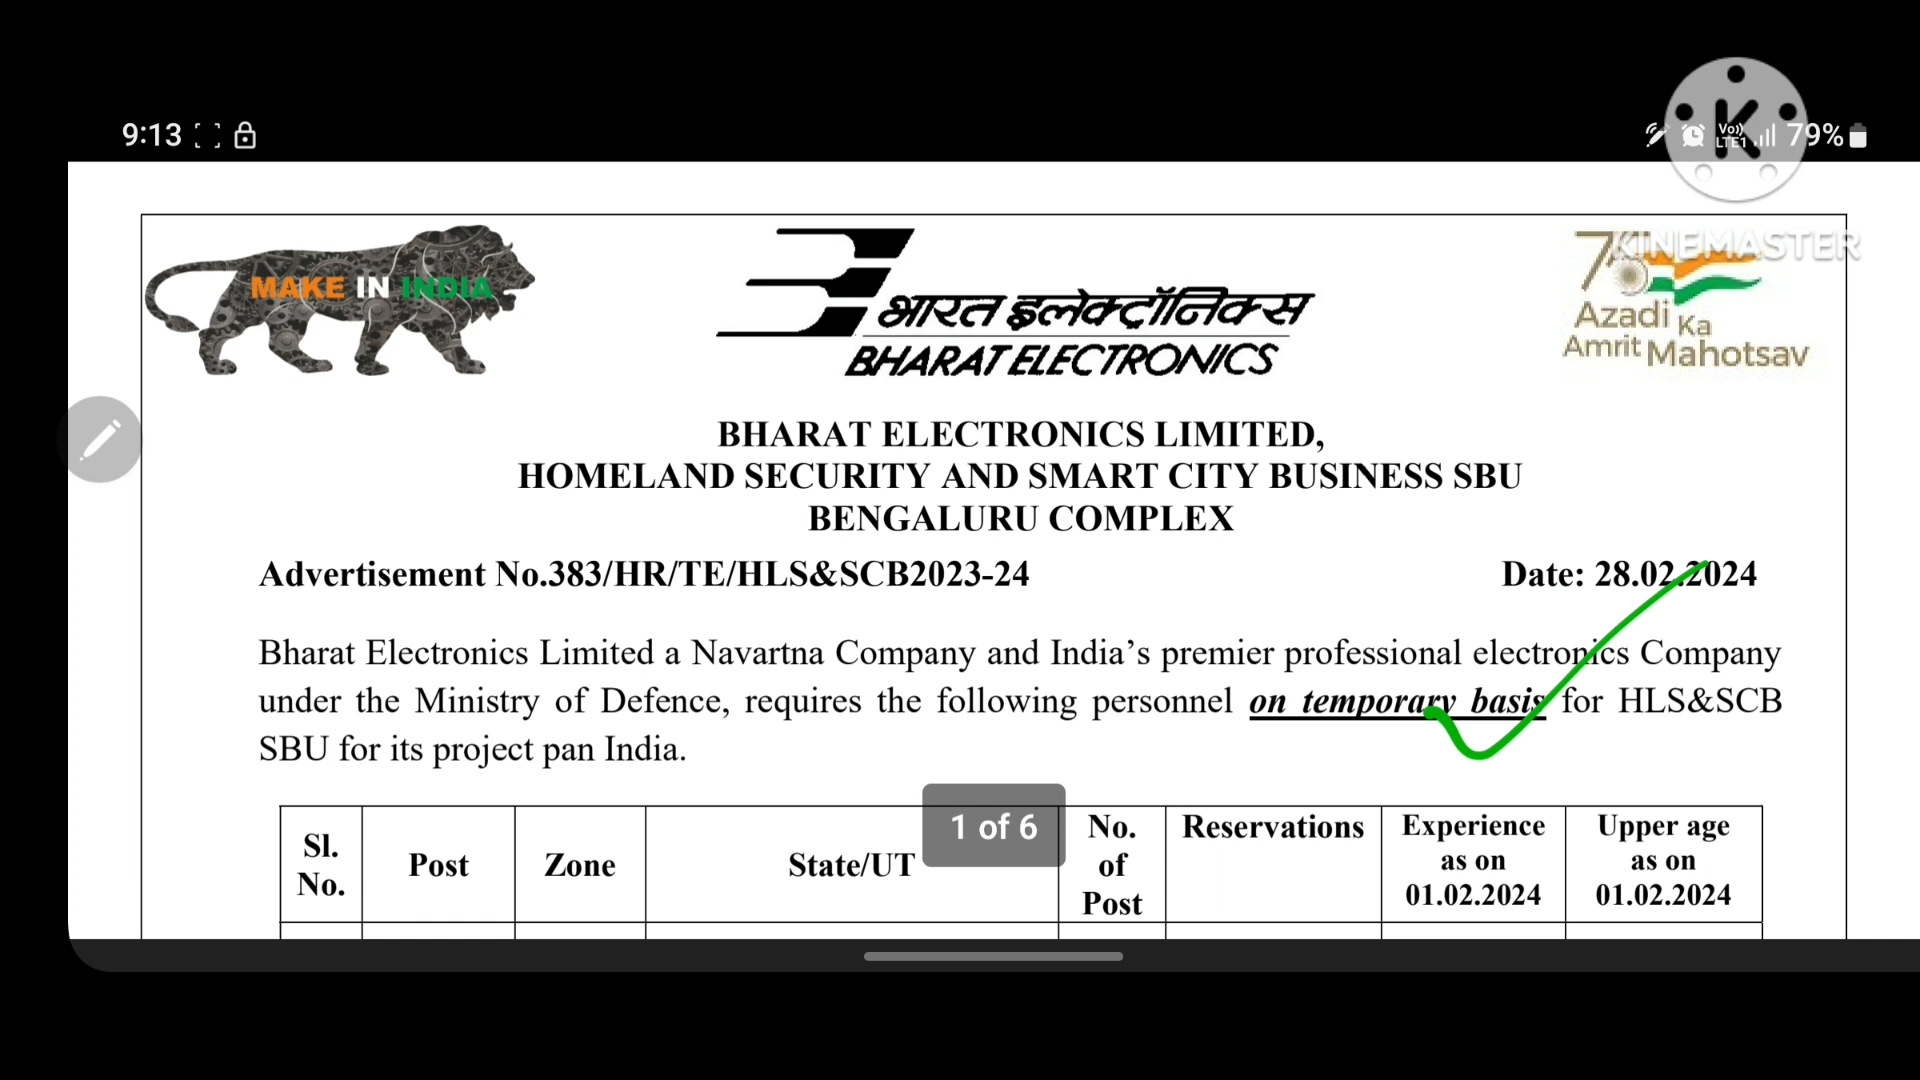 9:13
Vo)) LTE1 79%
KINEMASTER
MAKE IN INDIA
भारत इलेक्ट्रॉनिक्स
BHARAT ELECTRONICS
Azadi Ka
Amrit Mahotsav
BHARAT ELECTRONICS LIMITED,
HOMELAND SECURITY AND SMART CITY BUSINESS SBU
BENGALURU COMPLEX
Advertisement No.383/HR/TE/HLS&SCB2023-24 Date: 28.02.2024
Bharat Electronics Limited a Navartna Company and India’s premier professional electronics Company
under the Ministry of Defence, requires the following personnel on temporary basis for HLS&SCB
SBU for its project pan India.
1 of 6
Sl. No. Post Zone State/UT No. of Post Reservations Experience as on 01.02.2024 Upper age as on 01.02.2024